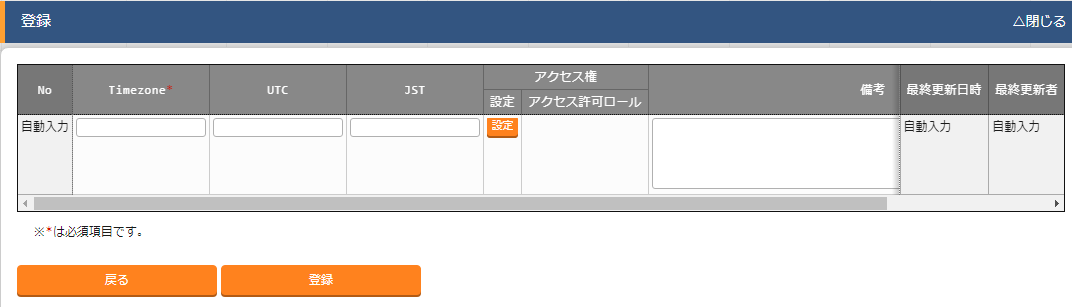 登録 △閉じる
No Timezone* UTC JST アクセス権 備考 最終更新日時 最終更新者
設定 アクセス許可ロール
自動入力 設定 自動入力 自動入力
※*は必須項目です。
戻る 登録